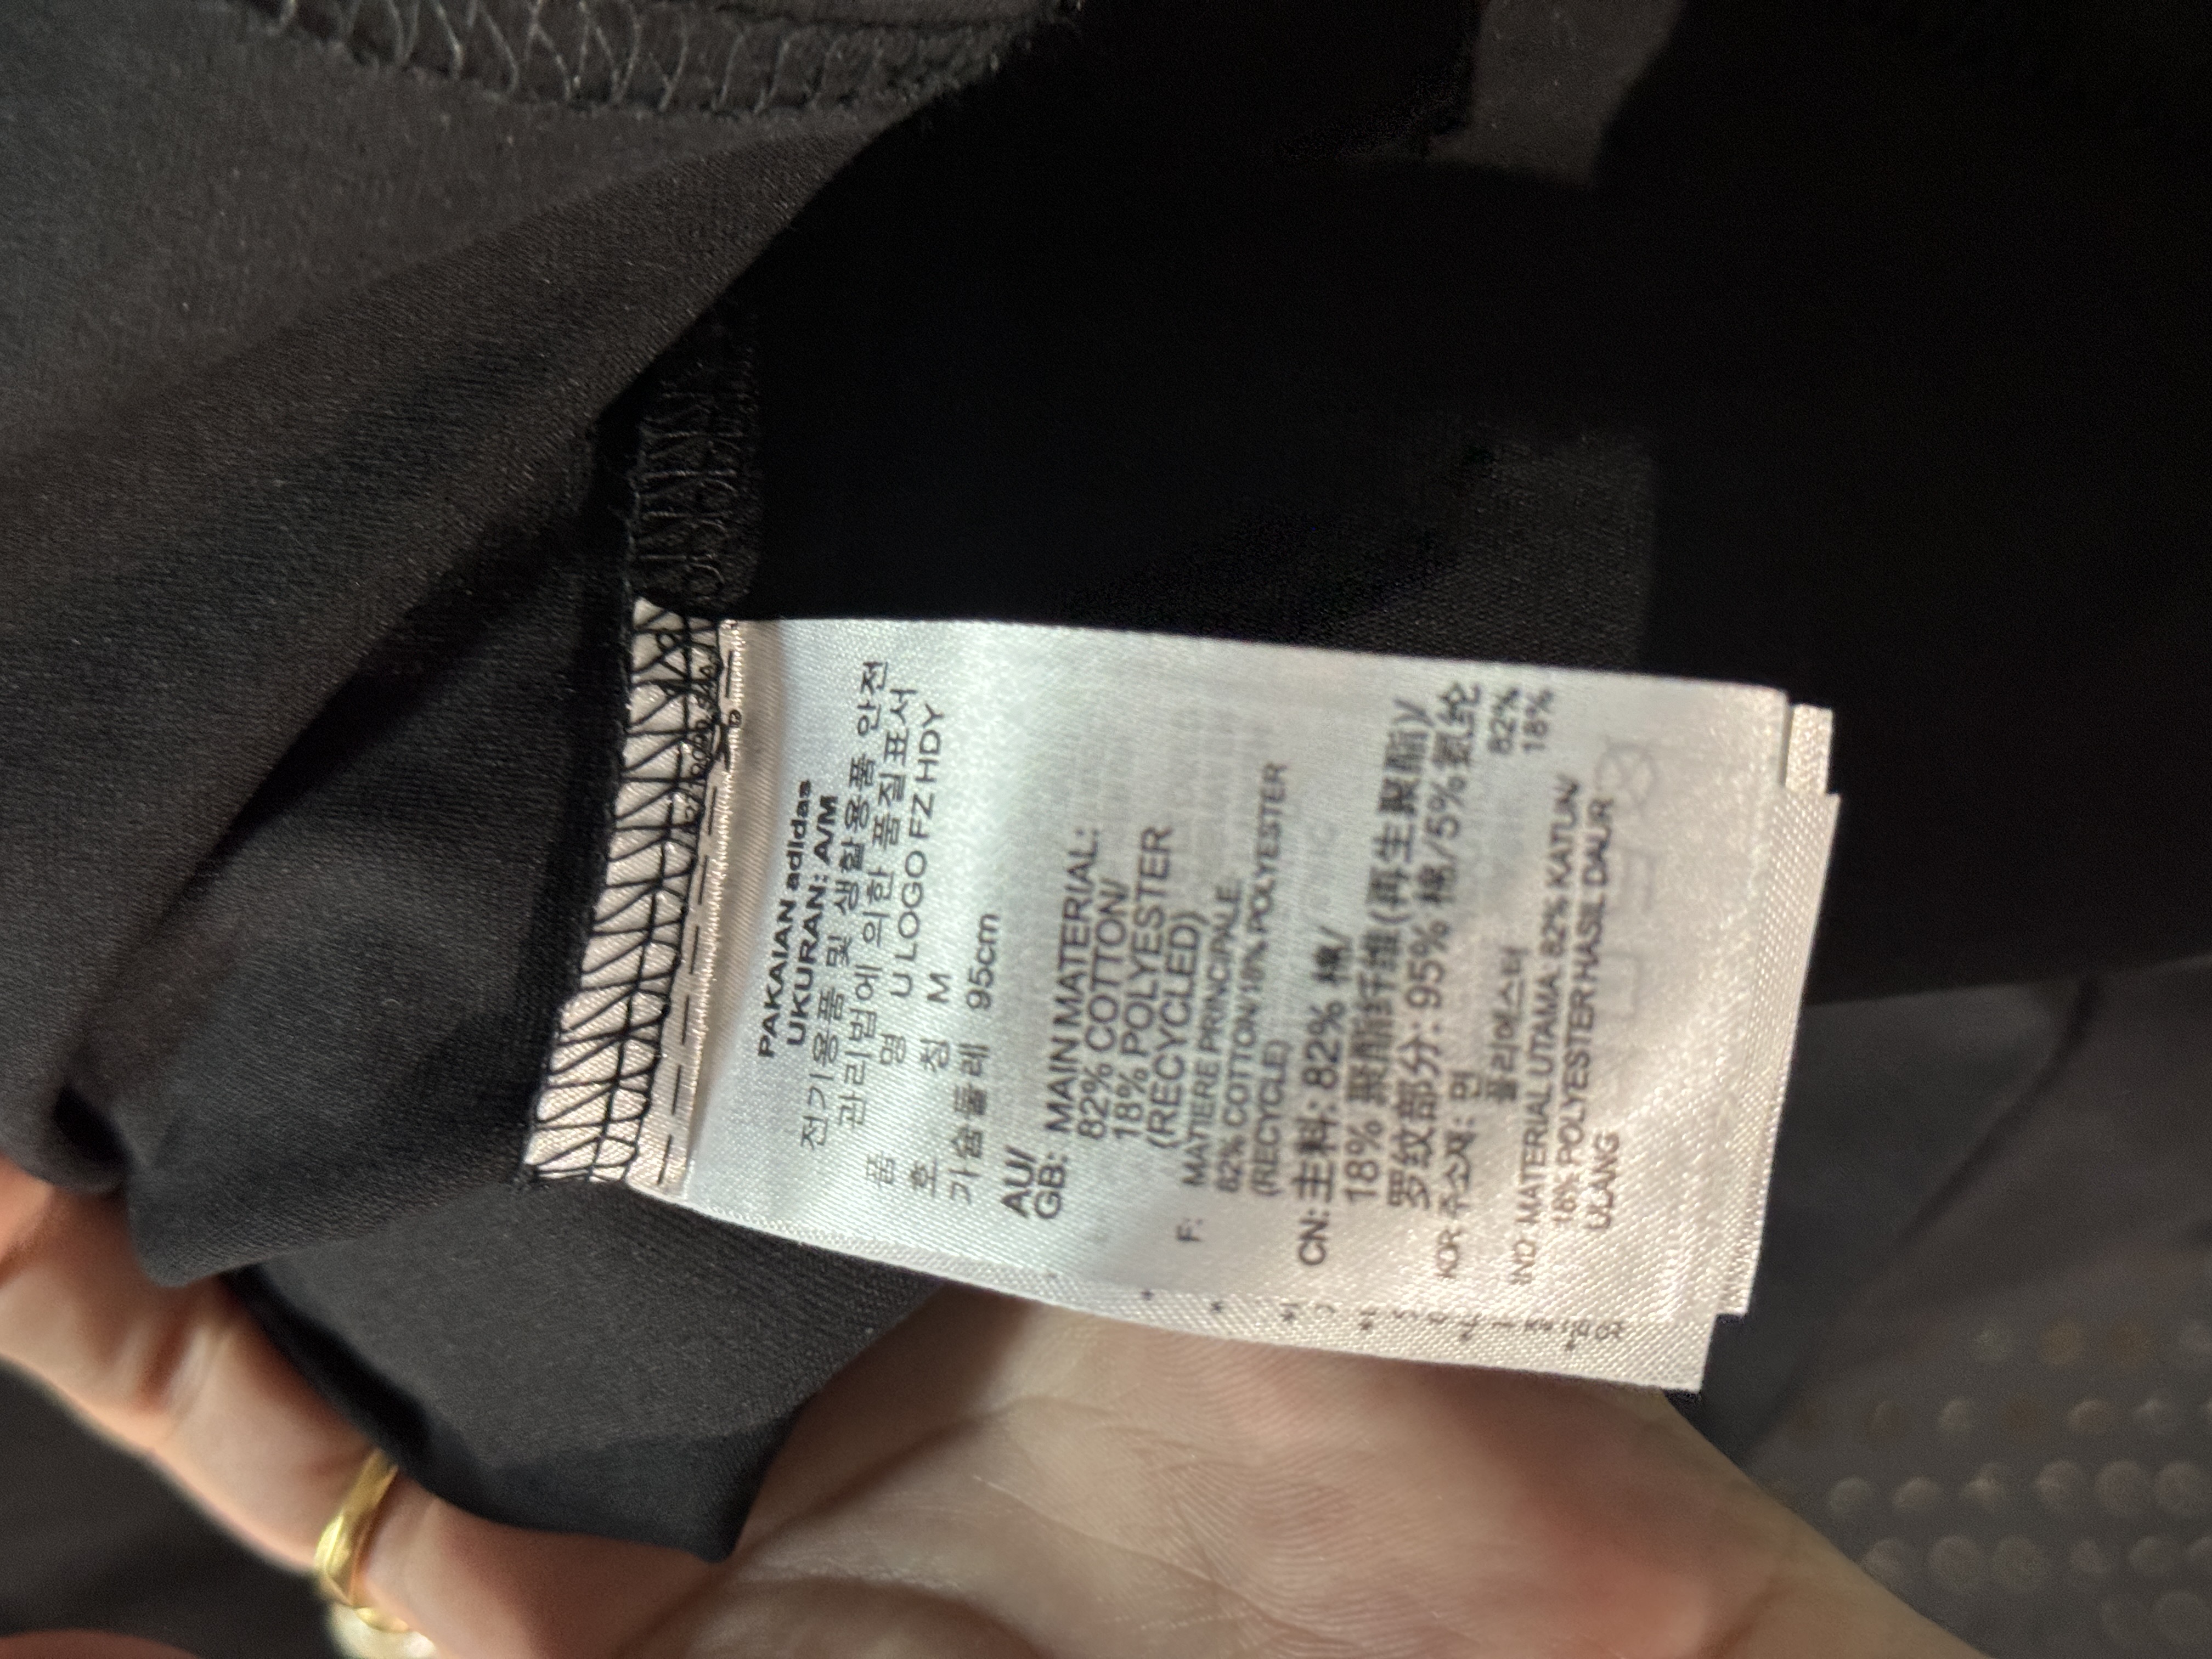 PAKAIAN adidas
UKURAN: A/M
전기용품 및 생활용품 안전
관리법에 의한 품질표시
품 명 U LOGO FZ HDY
호 칭 M
가슴둘레 95cm
AU/
GB: MAIN MATERIAL:
82% COTTON/
18% POLYESTER
(RECYCLED)
F: MATIERE PRINCIPALE:
82% COTON/18% POLYESTER
(RECYCLE)
CN: 主料: 82% 棉/
18% 聚酯纤维(再生聚酯)/
罗纹部分: 95% 棉/5%氨纶
KOR: 주소재: 면 82%
폴리에스터 18%
IND: MATERIAL UTAMA: 82% KATUN/
18% POLYESTER HASIL DAUR
ULANG